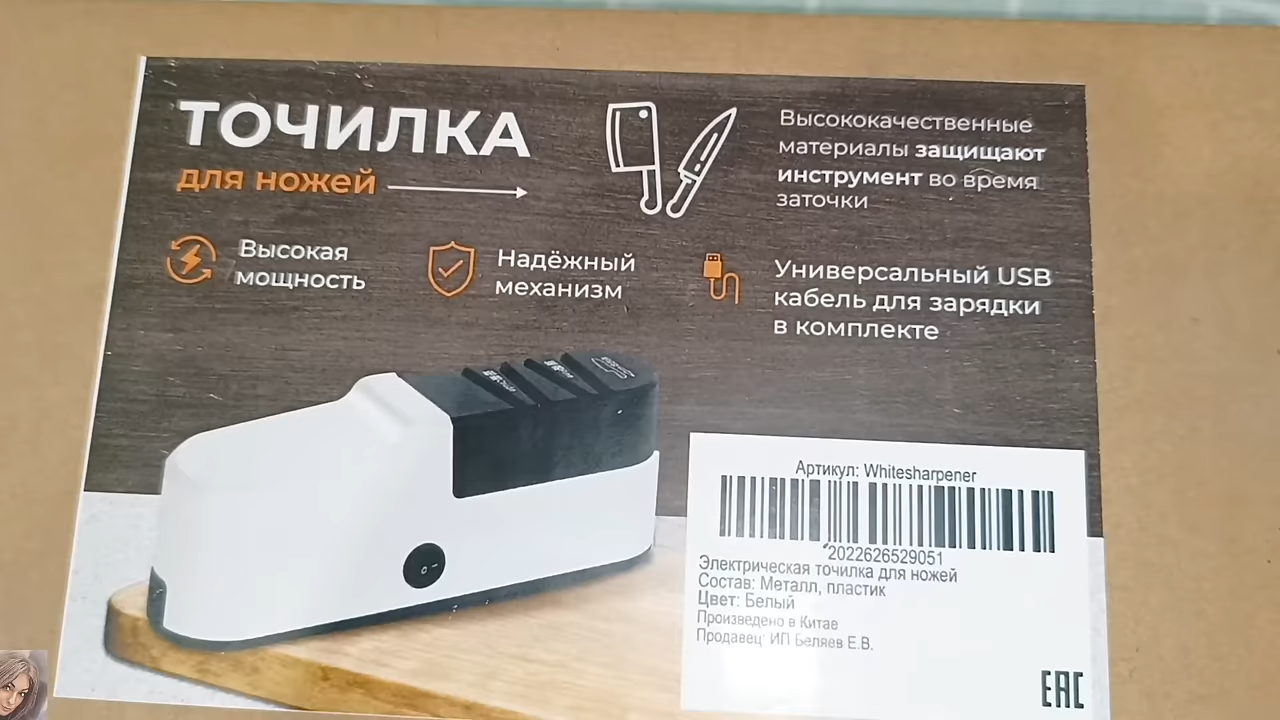 ТОЧИЛКА
для ножей
Высококачественные
материалы защищают
инструмент во время
заточки
Высокая
мощность
Надёжный
механизм
Универсальный USB
кабель для зарядки
в комплекте
Артикул: Whitesharpener
2022626529051
Электрическая точилка для ножей
Состав: Металл, пластик
Цвет: Белый
Произведено в Китае
Продавец: ИП Беляев Е.В.
EAC